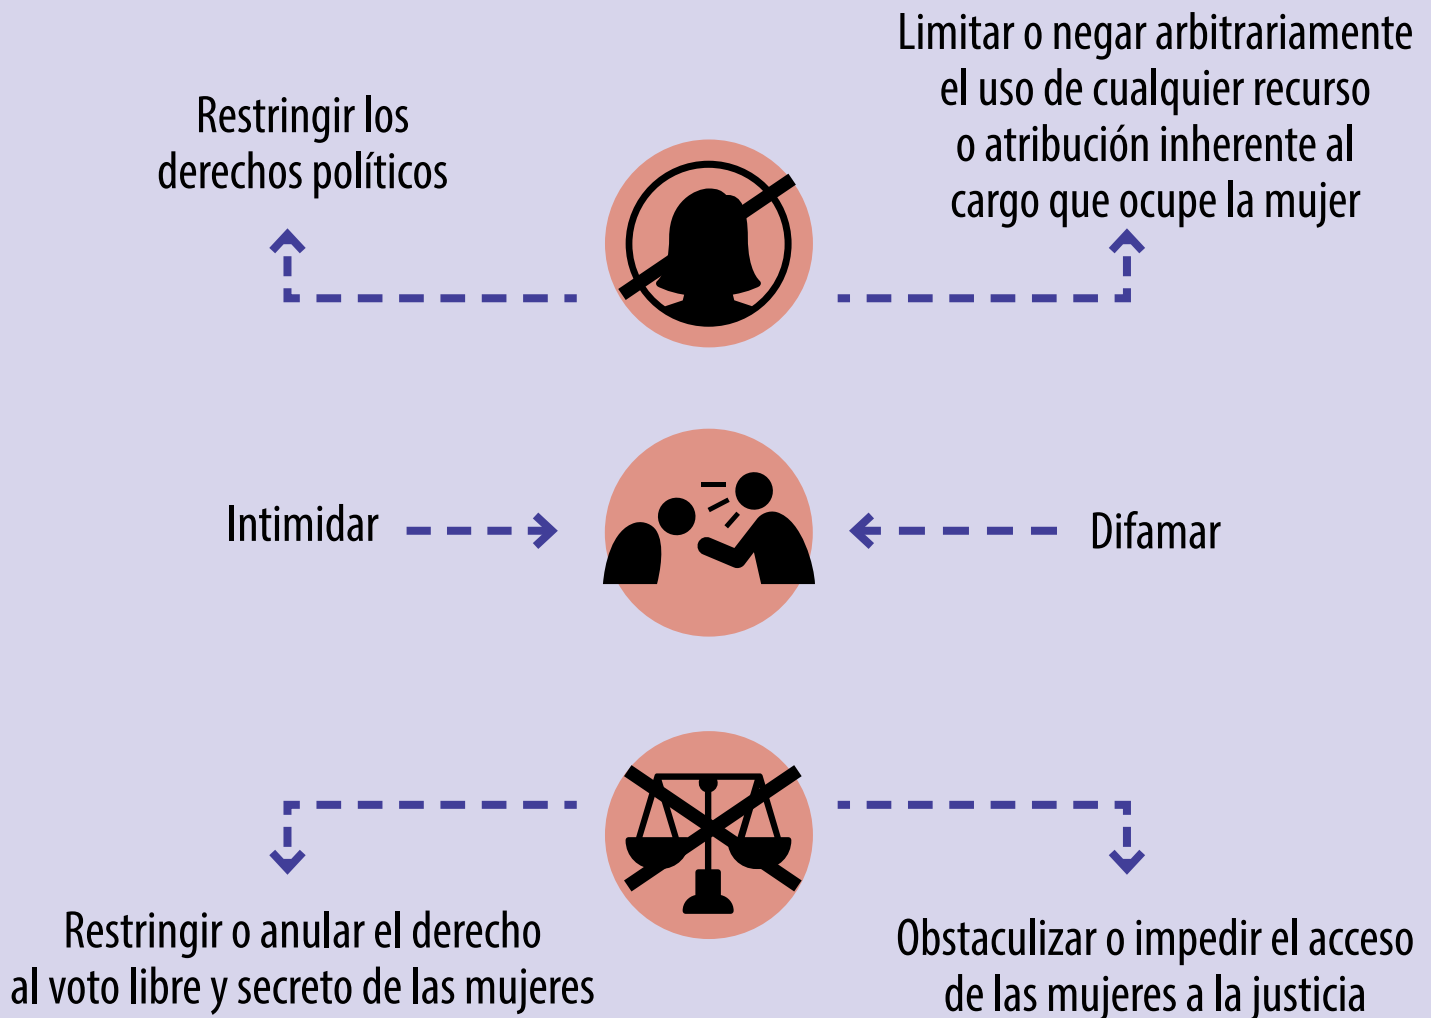 Restringir los
derechos políticos
Limitar o negar arbitrariamente
el uso de cualquier recurso
o atribución inherente al
cargo que ocupe la mujer
Intimidar
Difamar
Restringir o anular el derecho
al voto libre y secreto de las mujeres
Obstaculizar o impedir el acceso
de las mujeres a la justicia